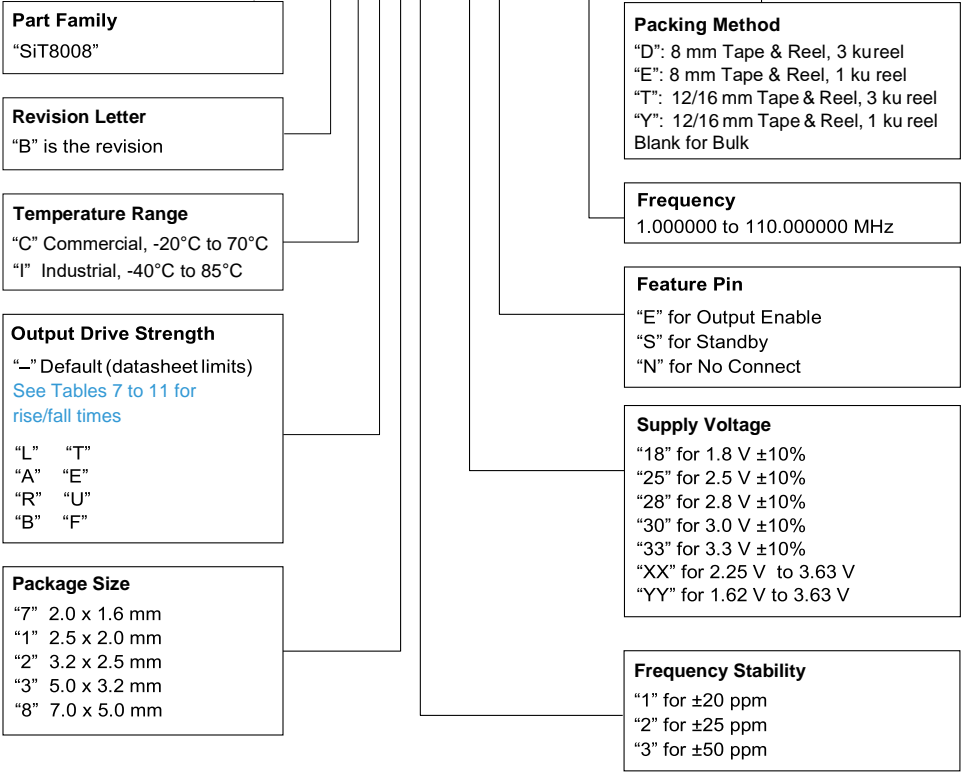 Part Family
“SiT8008”
Revision Letter
“B” is the revision
Temperature Range
“C” Commercial, -20°C to 70°C
“I” Industrial, -40°C to 85°C
Output Drive Strength
“–” Default (datasheet limits)
See Tables 7 to 11 for
rise/fall times
“L” “T”
“A” “E”
“R” “U”
“B” “F”
Package Size
“7” 2.0 x 1.6 mm
“1” 2.5 x 2.0 mm
“2” 3.2 x 2.5 mm
“3” 5.0 x 3.2 mm
“8” 7.0 x 5.0 mm
Packing Method
“D”: 8 mm Tape & Reel, 3 ku reel
“E”: 8 mm Tape & Reel, 1 ku reel
“T”: 12/16 mm Tape & Reel, 3 ku reel
“Y”: 12/16 mm Tape & Reel, 1 ku reel
Blank for Bulk
Frequency
1.000000 to 110.000000 MHz
Feature Pin
“E” for Output Enable
“S” for Standby
“N” for No Connect
Supply Voltage
“18” for 1.8 V ±10%
“25” for 2.5 V ±10%
“28” for 2.8 V ±10%
“30” for 3.0 V ±10%
“33” for 3.3 V ±10%
“XX” for 2.25 V to 3.63 V
“YY” for 1.62 V to 3.63 V
Frequency Stability
“1” for ±20 ppm
“2” for ±25 ppm
“3” for ±50 ppm